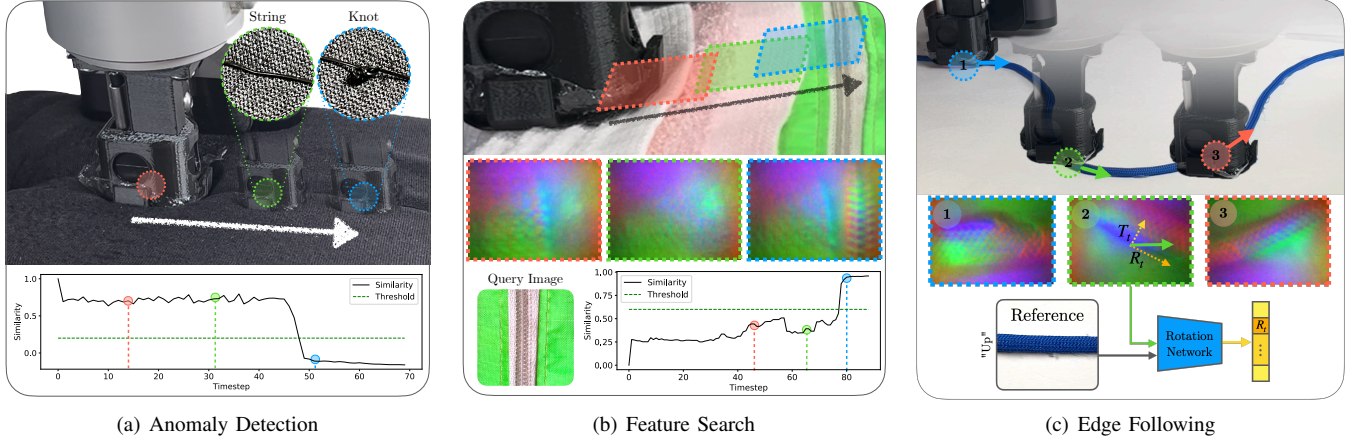 String
Knot
1.0
0.0
Similarity
Similarity
Threshold
0
10
20
30
40
50
60
70
Timestep
(a) Anomaly Detection
Query Image
1.00
0.75
0.50
0.25
0.00
Similarity
Similarity
Threshold
0
20
40
60
80
Timestep
(b) Feature Search
1
2
3
1
2
3
T_t
R_t
Reference
"Up"
Rotation
Network
R_t
⋮
(c) Edge Following